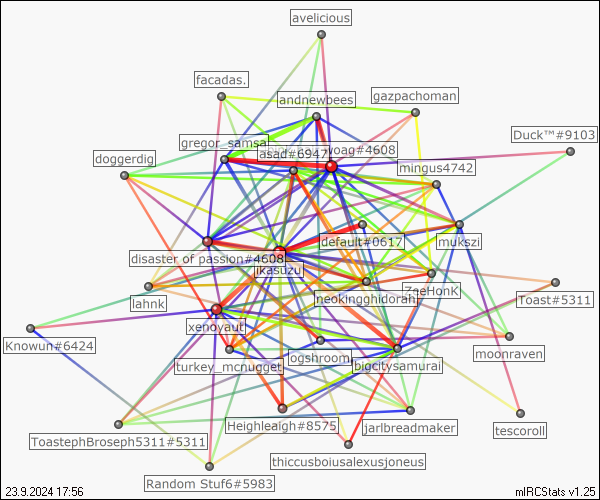 avelicious
facadas.
andnewbees
gazpachoman
Duck™#9103
gregor_samsa
asad#6947
yoag#4608
doggerdig
mingus4742
default#0617
mukszi
disaster of passion#4608
jkasuzu
neokingghidorah
ZaeHonK
lahnk
Toast#5311
xenoyaut
Knowun#6424
turkey_mcnugget
ogshroom
bigcitysamurai
moonraven
Heighleaigh#8575
jarlbreadmaker
tescoroll
ToastephBroseph5311#5311
thiccusboiusalexusjoneus
Random Stuf6#5983
23.9.2024 17:56
mIRCStats v1.25